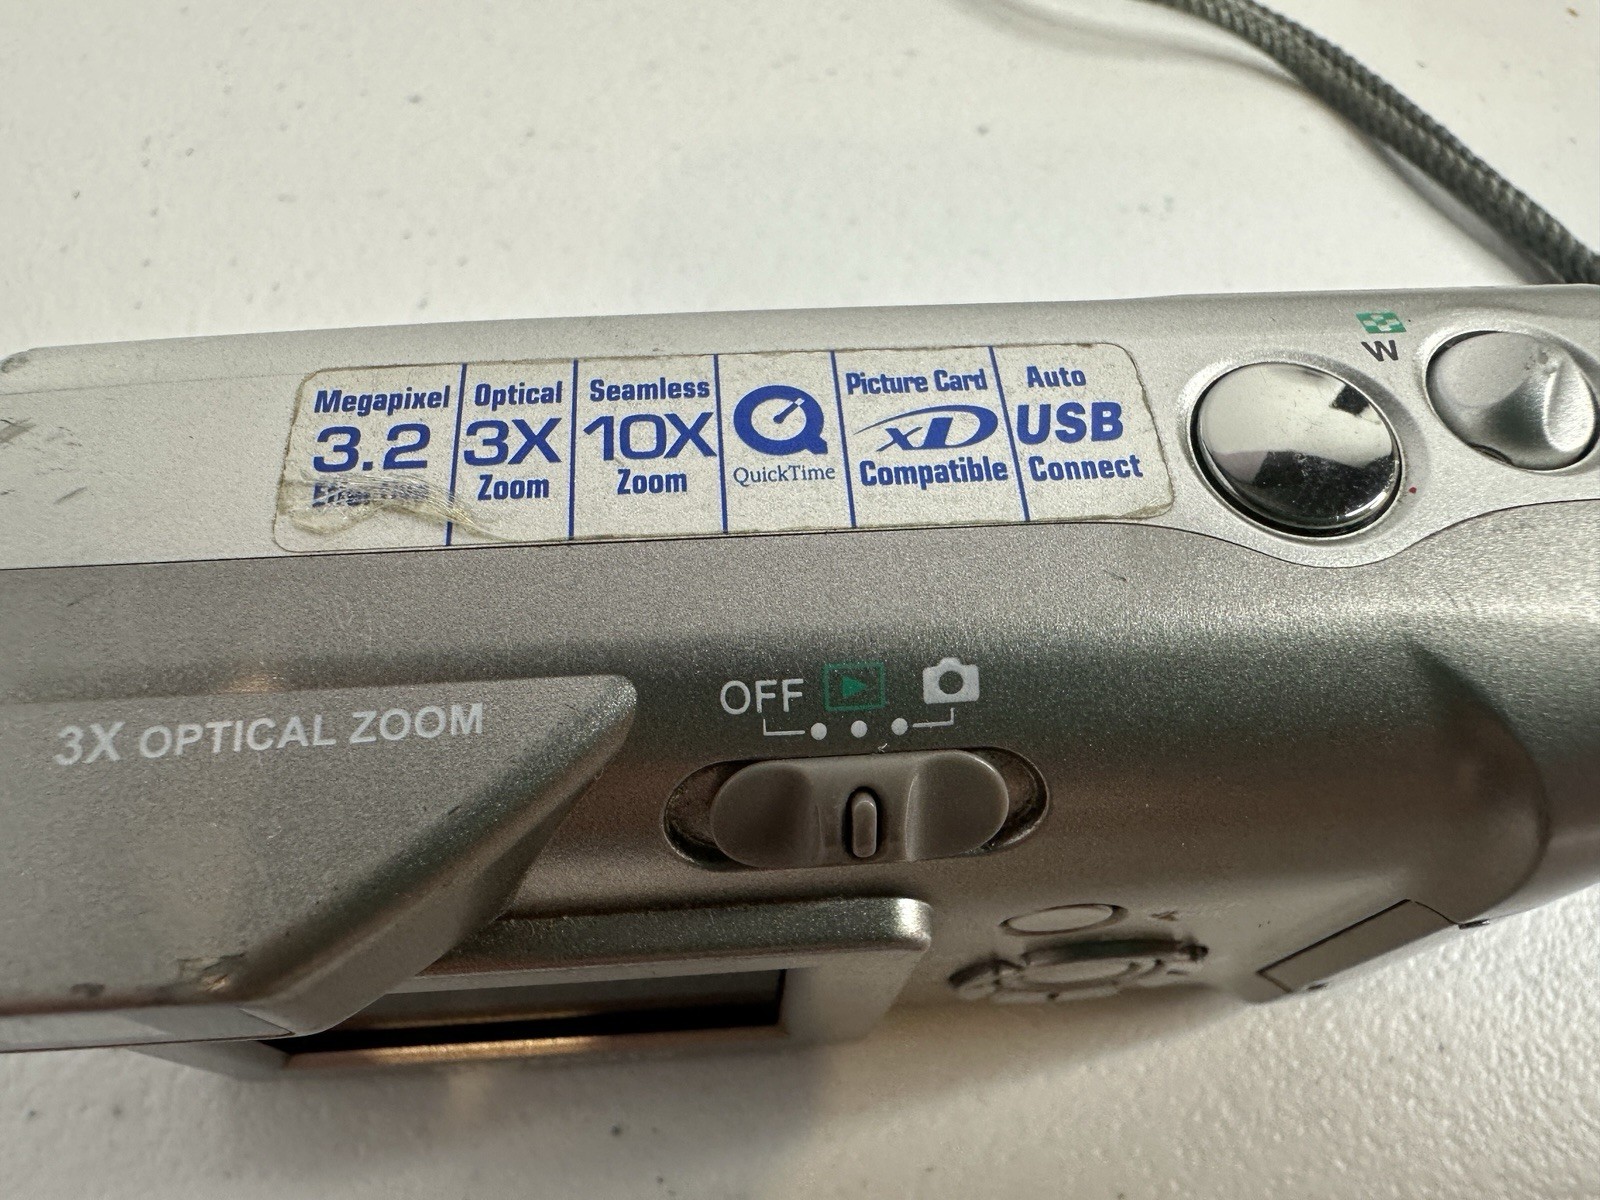 Megapixel
3.2
Effective
Optical
3X
Zoom
Seamless
10X
Zoom
QuickTime
Picture Card
xD
Compatible
Auto
USB
Connect
W
OFF
3X OPTICAL ZOOM